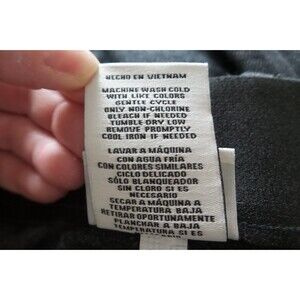 HECHO EN VIETNAM
MACHINE WASH COLD
WITH LIKE COLORS
GENTLE CYCLE
ONLY NON-CHLORINE
BLEACH IF NEEDED
TUMBLE DRY LOW
REMOVE PROMPTLY
COOL IRON IF NEEDED
LAVAR A MÁQUINA
CON AGUA FRÍA
CON COLORES SIMILARES
CICLO DELICADO
SÓLO BLANQUEADOR
SIN CLORO SI ES
NECESARIO
SECAR A MÁQUINA A
TEMPERATURA BAJA
RETIRAR OPORTUNAMENTE
PLANCHAR A BAJA
TEMPERATURA SI ES